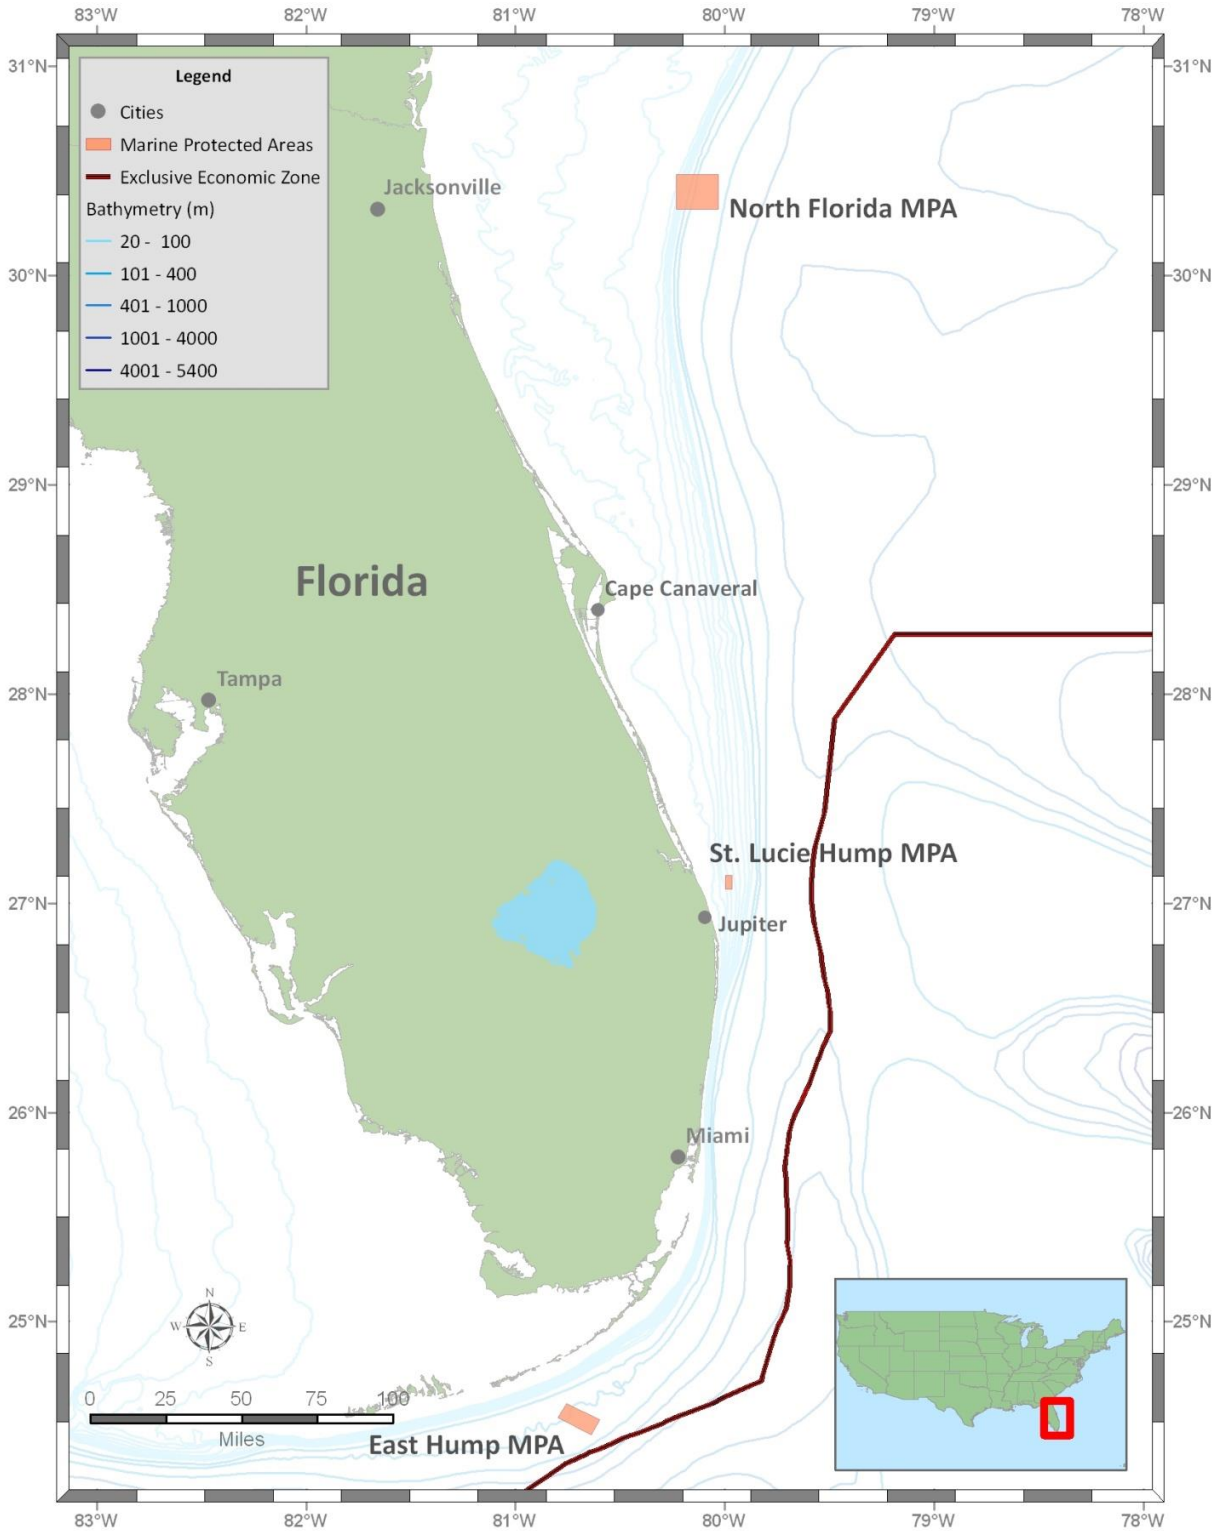 83°W 82°W 81°W 80°W 79°W 78°W
31°N 31°N
Legend
Cities
Marine Protected Areas
Exclusive Economic Zone
Bathymetry (m)
20 - 100
101 - 400
401 - 1000
1001 - 4000
4001 - 5400
Jacksonville
North Florida MPA
30°N 30°N
29°N 29°N
Florida
Cape Canaveral
Tampa
28°N 28°N
St. Lucie Hump MPA
27°N 27°N
Jupiter
26°N 26°N
Miami
25°N 25°N
N
W E
S
0 25 50 75 100
Miles
East Hump MPA
83°W 82°W 81°W 80°W 79°W 78°W